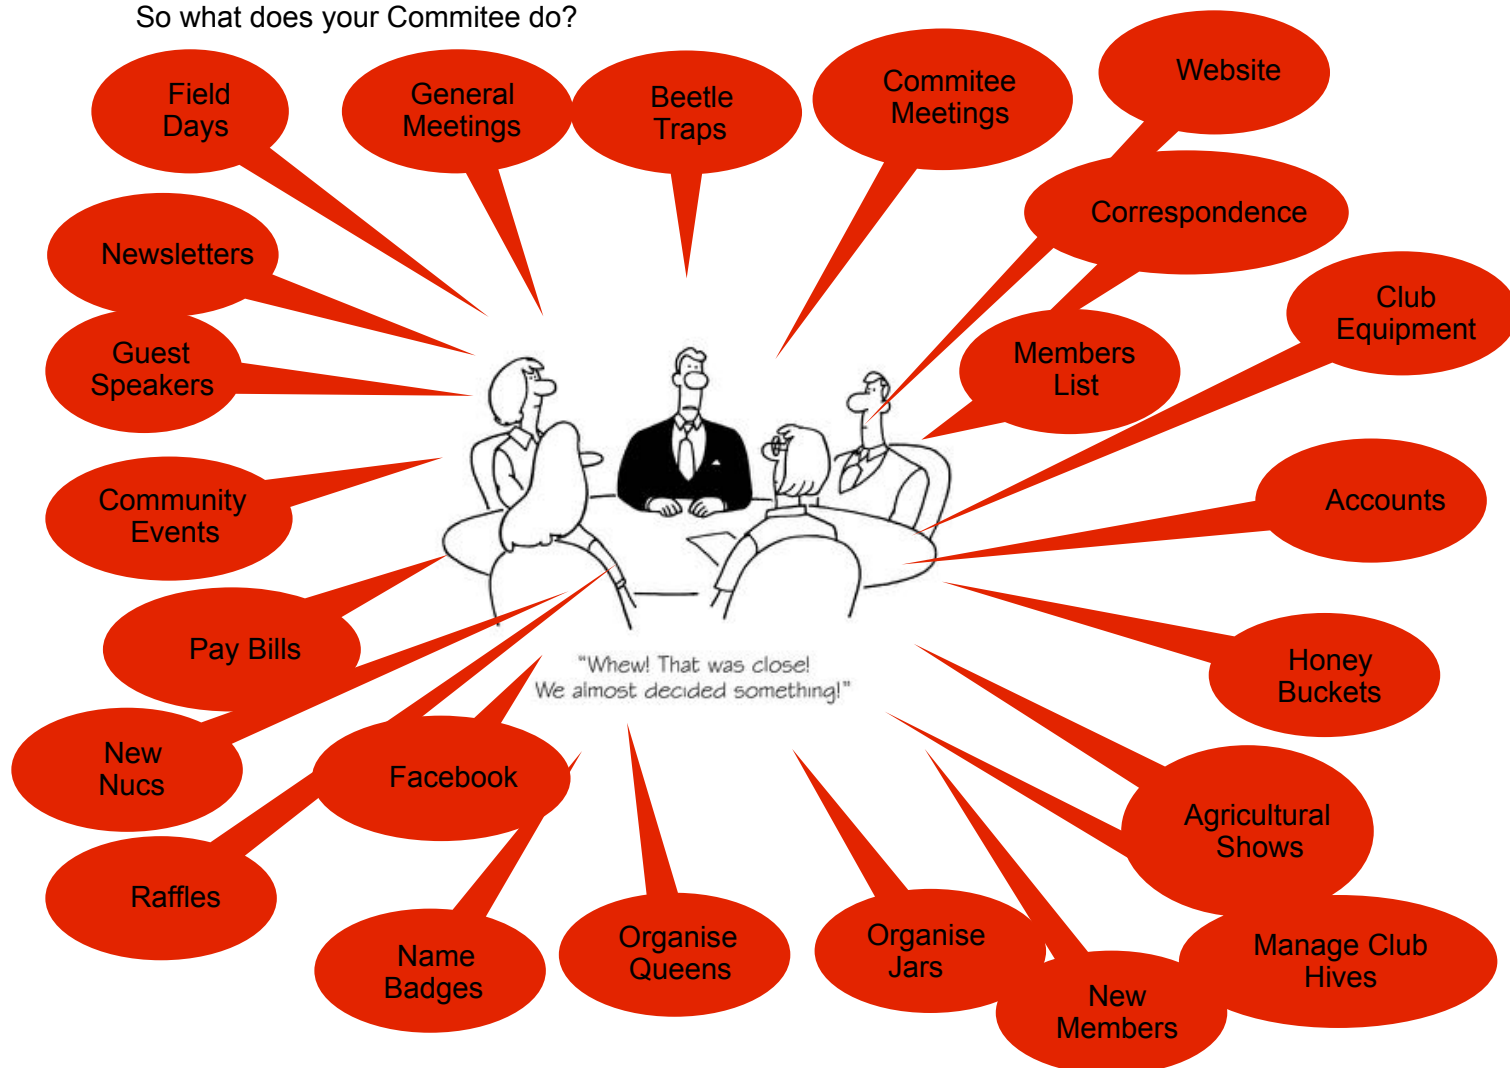 So what does your Commitee do?
Field
Days
General
Meetings
Beetle
Traps
Commitee
Meetings
Website
Newsletters
Correspondence
Guest
Speakers
Members
List
Club
Equipment
Community
Events
Accounts
Pay Bills
"Whew! That was close!
We almost decided something!"
Honey
Buckets
New
Nucs
Facebook
Agricultural
Shows
Raffles
Name
Badges
Organise
Queens
Organise
Jars
New
Members
Manage Club
Hives